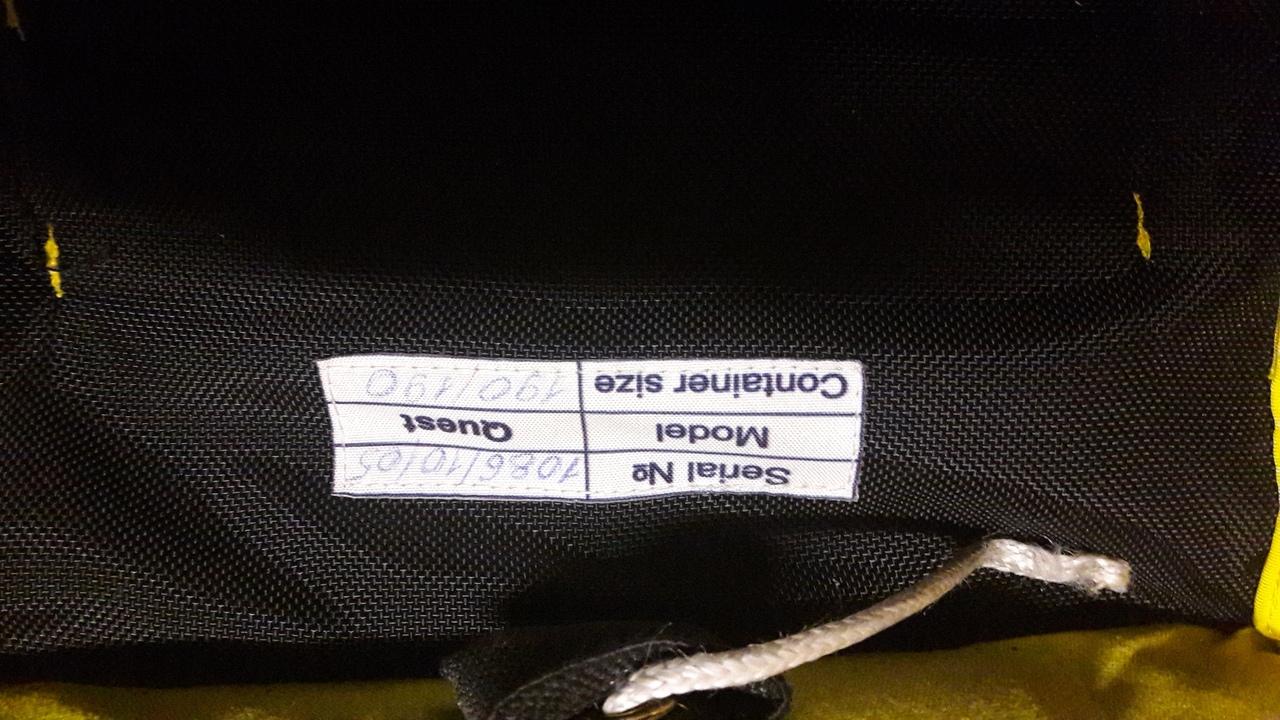 Serial № 1086/10/05
Model Quest
Container size 190/190